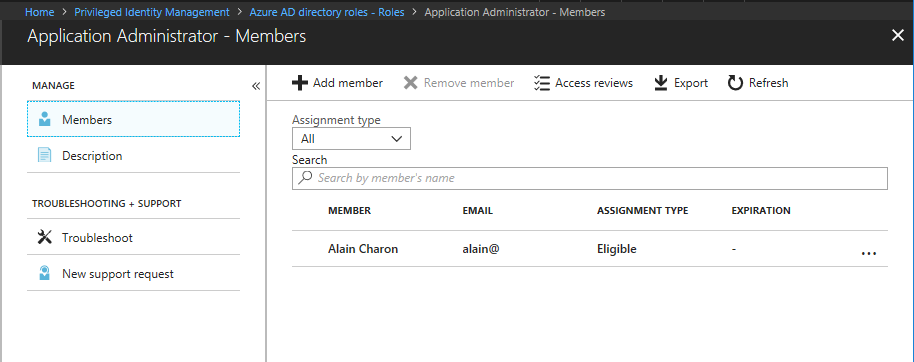 Home > Privileged Identity Management > Azure AD directory roles - Roles > Application Administrator - Members
Application Administrator - Members
MANAGE
Members
Description
TROUBLESHOOTING + SUPPORT
Troubleshoot
New support request
Add member Remove member Access reviews Export Refresh
Assignment type
All
Search
Search by member's name
MEMBER EMAIL ASSIGNMENT TYPE EXPIRATION
Alain Charon alain@ Eligible - ...